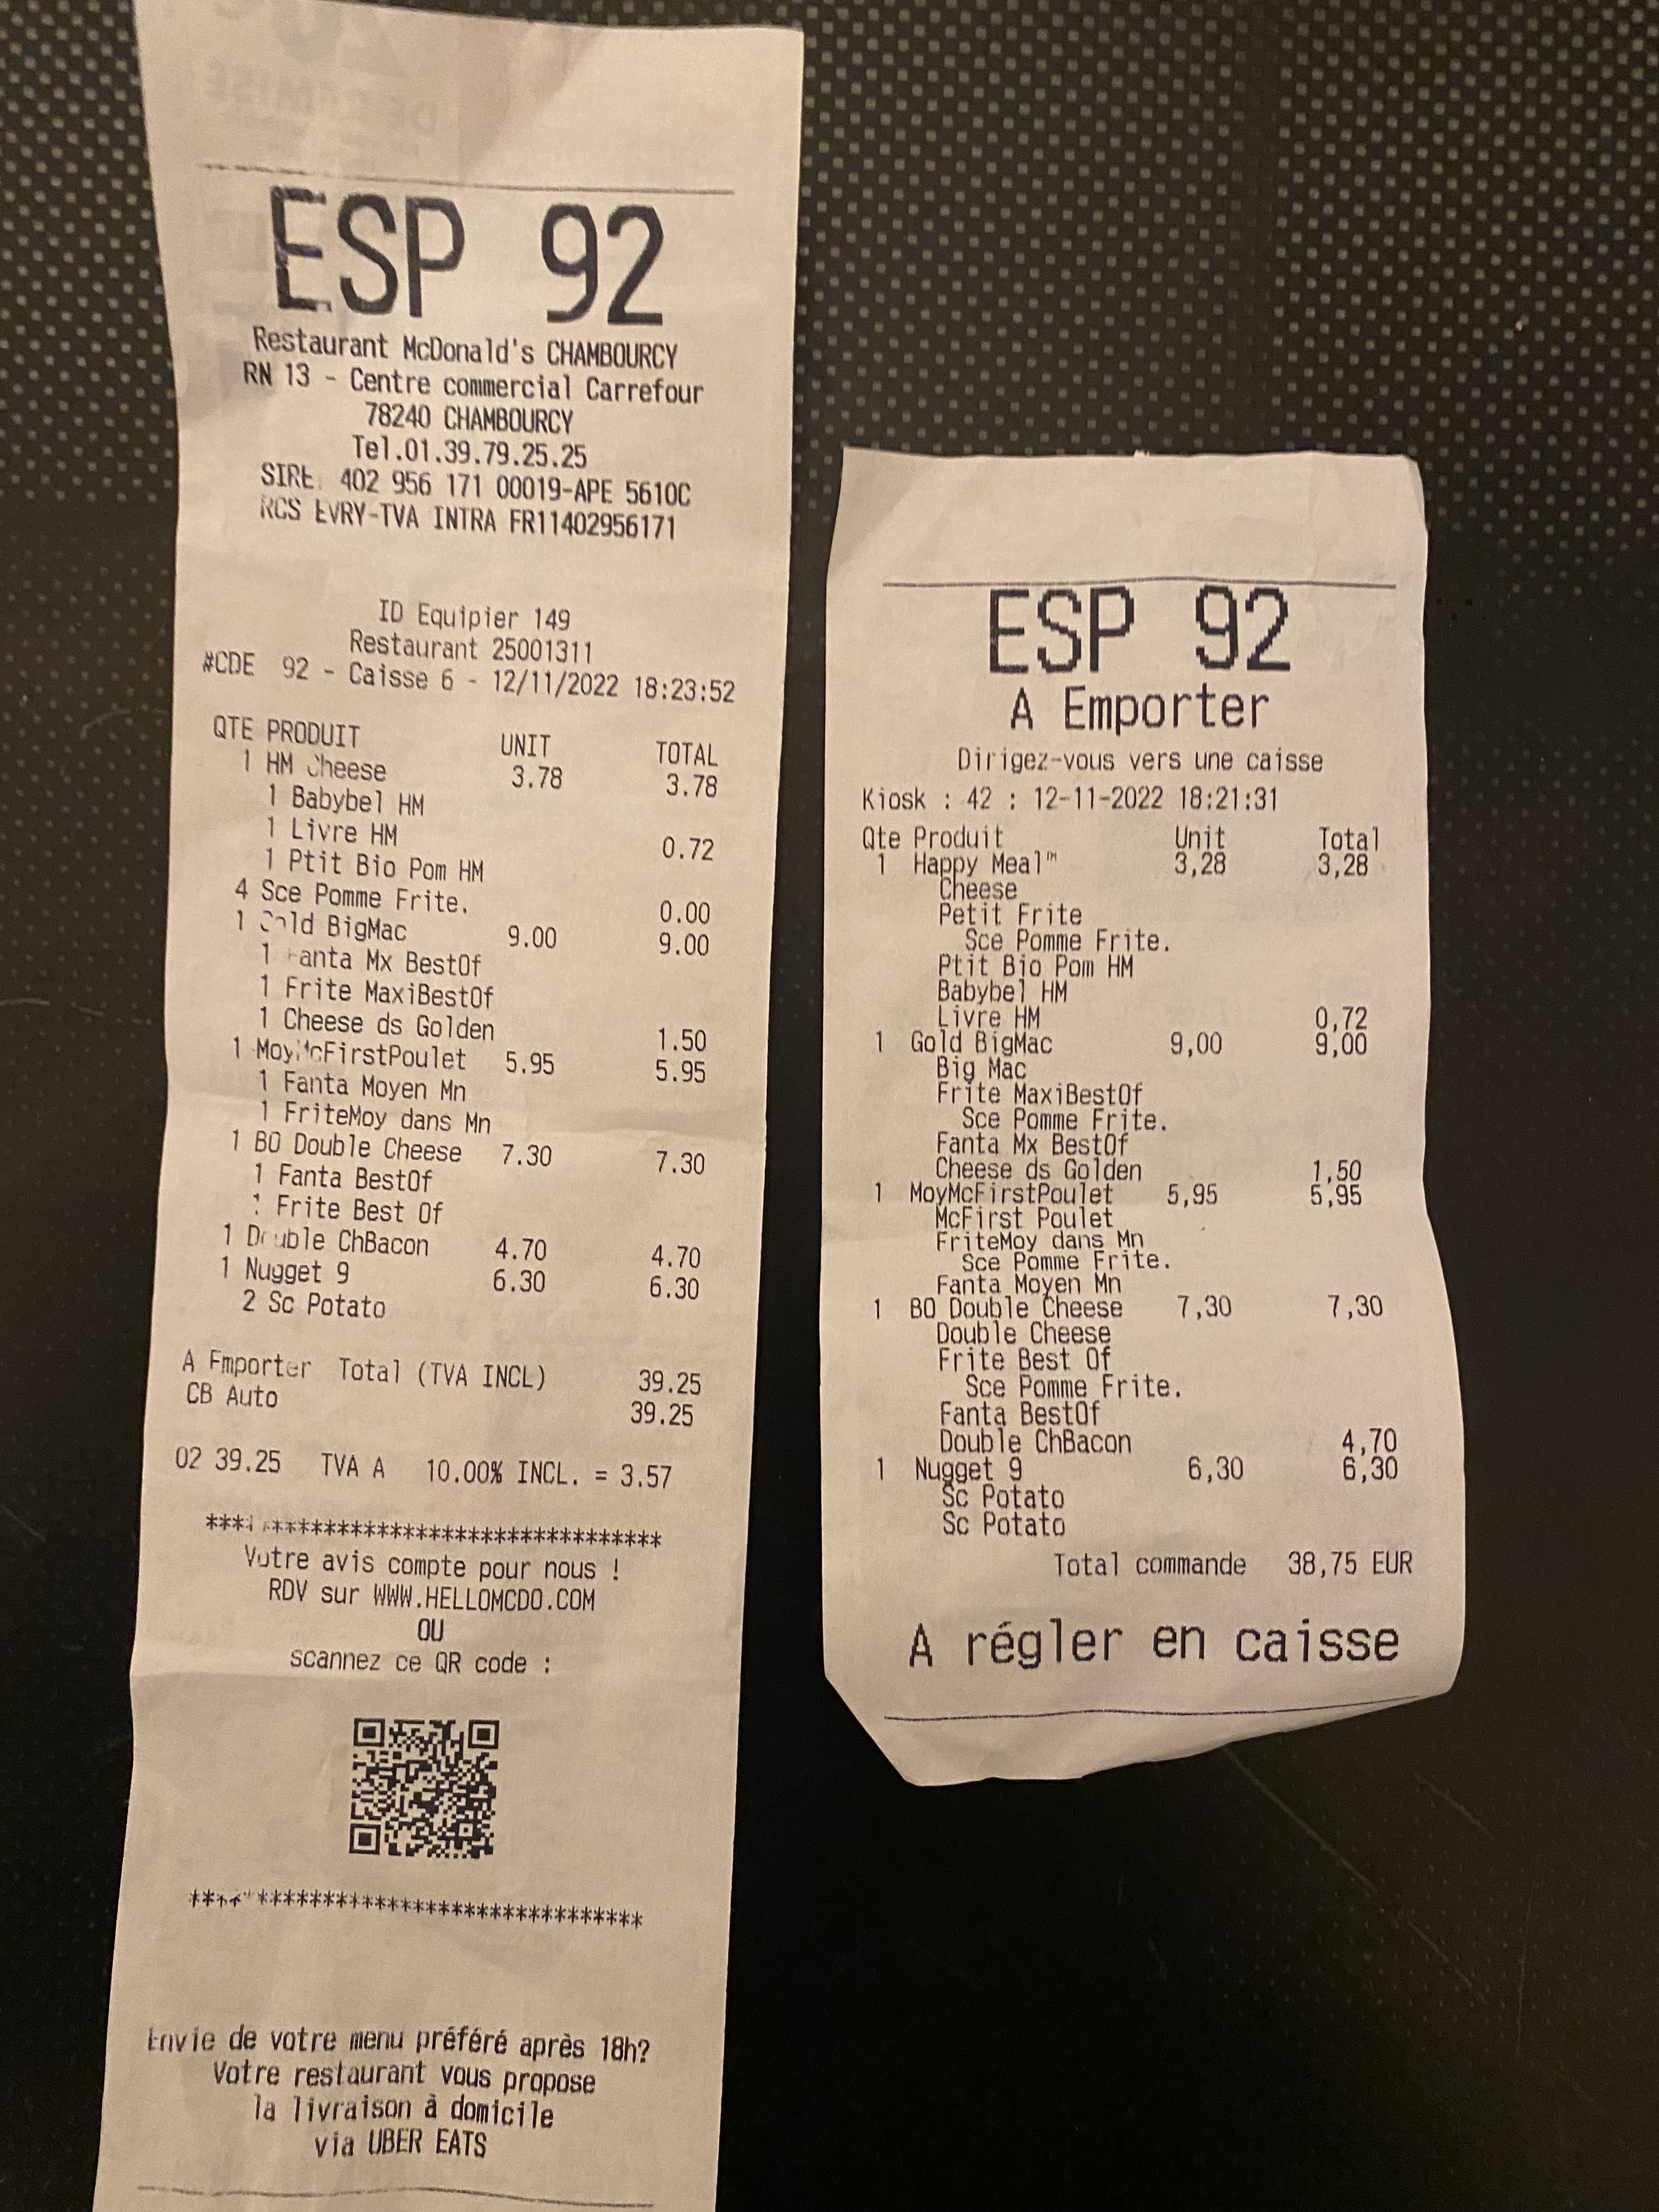 ESP 92
Restaurant McDonald's CHAMBOURCY
RN 13 - Centre commercial Carrefour
78240 CHAMBOURCY
Tel.01.39.79.25.25
SIRE 402 956 171 00019-APE 5610C
RCS EVRY-TVA INTRA FR11402956171
ID Equipier 149
Restaurant 25001311
#CDE 92 - Caisse 6 - 12/11/2022 18:23:52
QTE PRODUIT UNIT TOTAL
1 HM Cheese 3.78 3.78
1 Babybel HM
1 Livre HM 0.72
1 Ptit Bio Pom HM
4 Sce Pomme Frite. 0.00
1 Gold BigMac 9.00 9.00
1 Fanta Mx BestOf
1 Frite MaxiBestOf
1 Cheese ds Golden 1.50
1 MoyMcFirstPoulet 5.95 5.95
1 Fanta Moyen Mn
1 FriteMoy dans Mn
1 BO Double Cheese 7.30 7.30
1 Fanta BestOf
1 Frite Best Of
1 Double ChBacon 4.70 4.70
1 Nugget 9 6.30 6.30
2 Sc Potato
A Emporter Total (TVA INCL) 39.25
CB Auto 39.25
02 39.25 TVA A 10.00% INCL. = 3.57
***********************************
Votre avis compte pour nous !
RDV sur WWW.HELLOMCDO.COM
OU
scannez ce QR code :
***********************************
Envie de votre menu préféré après 18h?
Votre restaurant vous propose
la livraison à domicile
via UBER EATS
ESP 92
A Emporter
Dirigez-vous vers une caisse
Kiosk : 42 : 12-11-2022 18:21:31
Qte Produit Unit Total
1 Happy Meal™ 3,28 3,28
Cheese
Petit Frite
Sce Pomme Frite.
Ptit Bio Pom HM
Babybel HM
Livre HM 0,72
1 Gold BigMac 9,00 9,00
Big Mac
Frite MaxiBestOf
Sce Pomme Frite.
Fanta Mx BestOf
Cheese ds Golden 1,50
1 MoyMcFirstPoulet 5,95 5,95
McFirst Poulet
FriteMoy dans Mn
Sce Pomme Frite.
Fanta Moyen Mn
1 BO Double Cheese 7,30 7,30
Double Cheese
Frite Best Of
Sce Pomme Frite.
Fanta BestOf
Double ChBacon 4,70
1 Nugget 9 6,30 6,30
Sc Potato
Sc Potato
Total commande 38,75 EUR
A régler en caisse